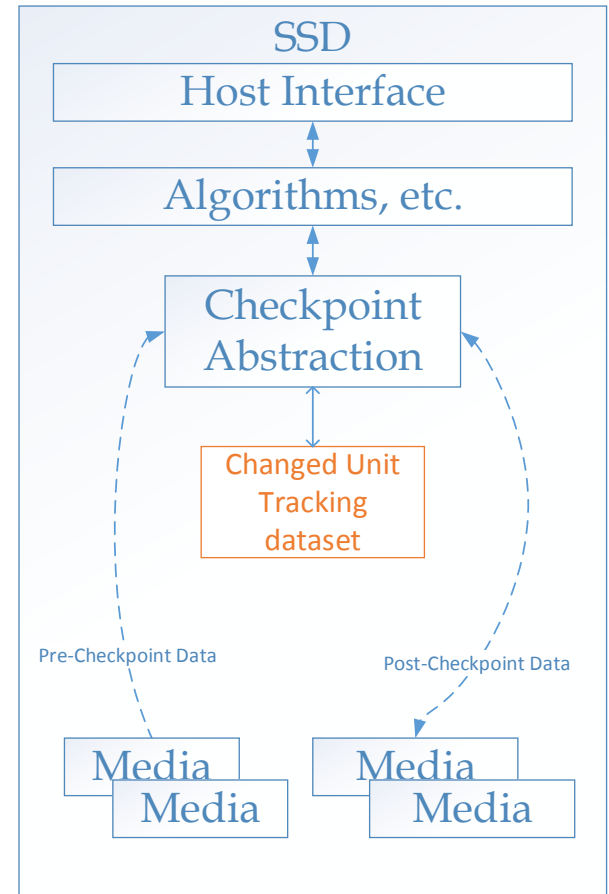 SSD
Host Interface
Algorithms, etc.
Checkpoint
Abstraction
Changed Unit
Tracking
dataset
Pre-Checkpoint Data
Post-Checkpoint Data
Media
Media
Media
Media